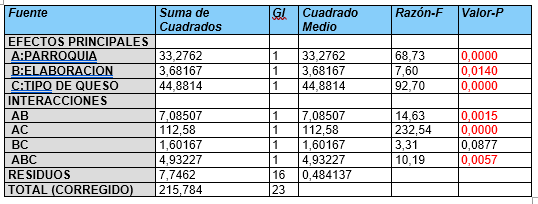 Fuente Suma de Cuadrados Gl Cuadrado Medio Razón-F Valor-P
EFECTOS PRINCIPALES
A:PARROQUIA 33,2762 1 33,2762 68,73 0,0000
B:ELABORACION 3,68167 1 3,68167 7,60 0,0140
C:TIPO DE QUESO 44,8814 1 44,8814 92,70 0,0000
INTERACCIONES
AB 7,08507 1 7,08507 14,63 0,0015
AC 112,58 1 112,58 232,54 0,0000
BC 1,60167 1 1,60167 3,31 0,0877
ABC 4,93227 1 4,93227 10,19 0,0057
RESIDUOS 7,7462 16 0,484137
TOTAL (CORREGIDO) 215,784 23